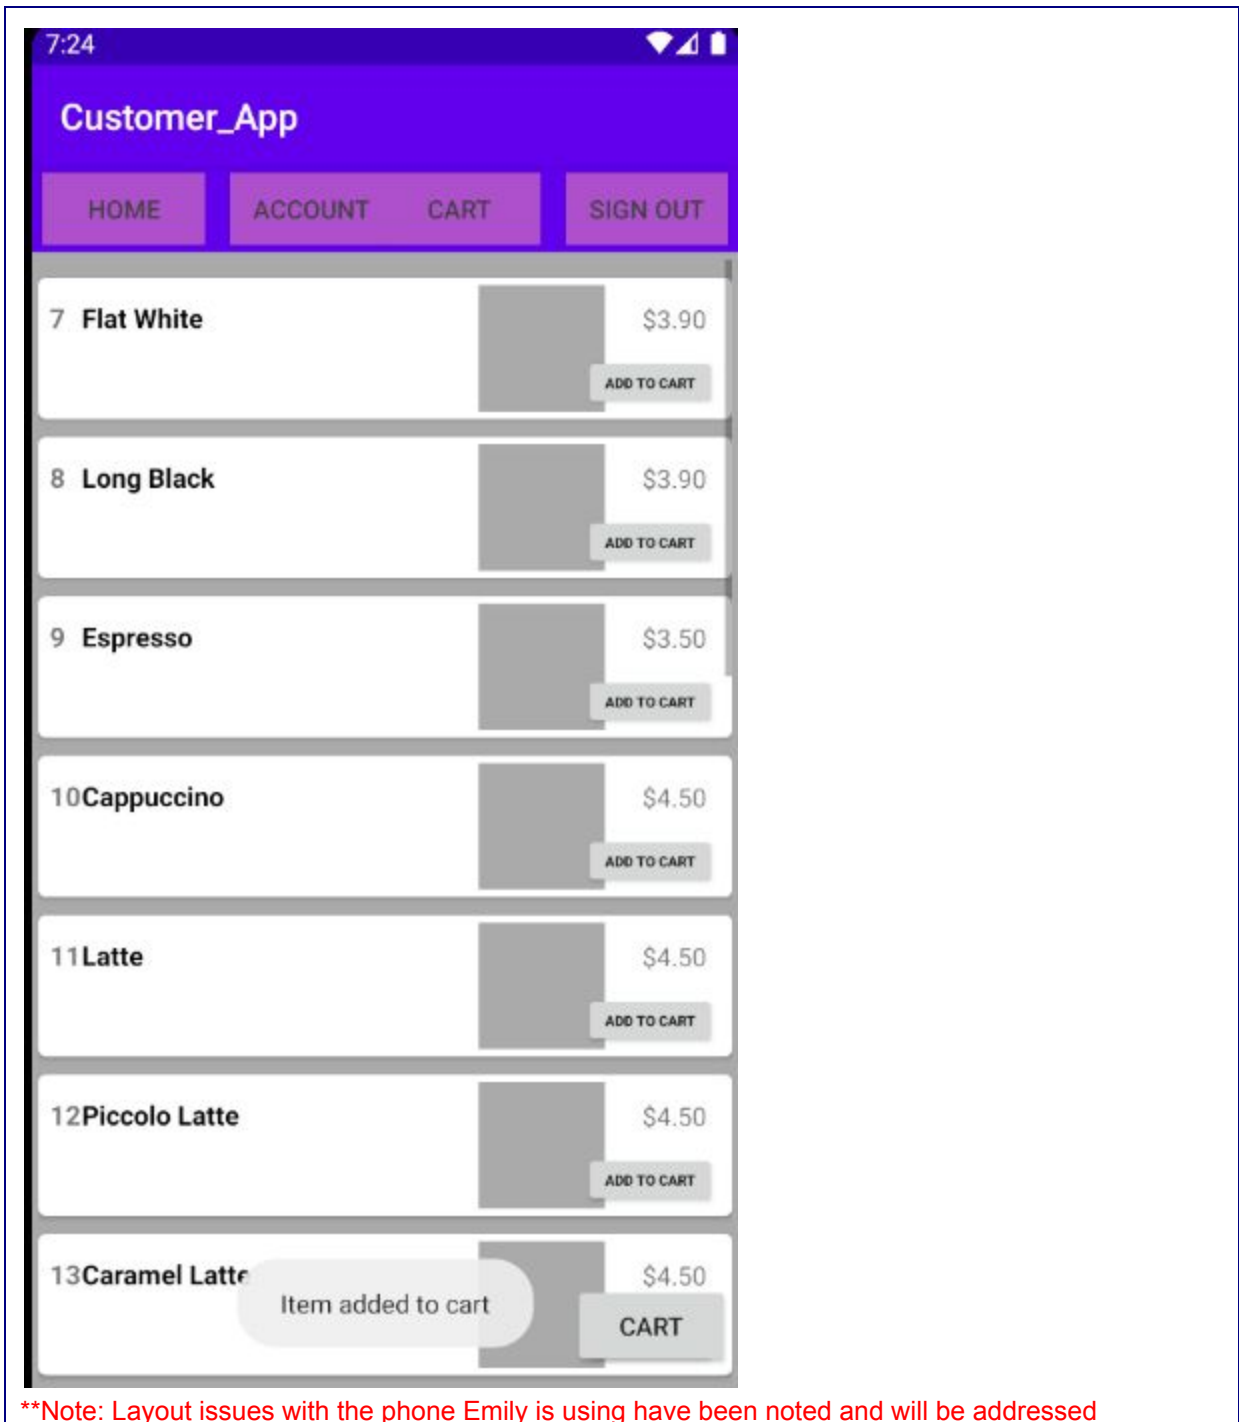 7:24
Customer_App
HOME ACCOUNT CART SIGN OUT
7 Flat White $3.90
ADD TO CART
8 Long Black $3.90
ADD TO CART
9 Espresso $3.50
ADD TO CART
10Cappuccino $4.50
ADD TO CART
11Latte $4.50
ADD TO CART
12Piccolo Latte $4.50
ADD TO CART
13Caramel Latte $4.50
Item added to cart
CART
**Note: Layout issues with the phone Emily is using have been noted and will be addressed